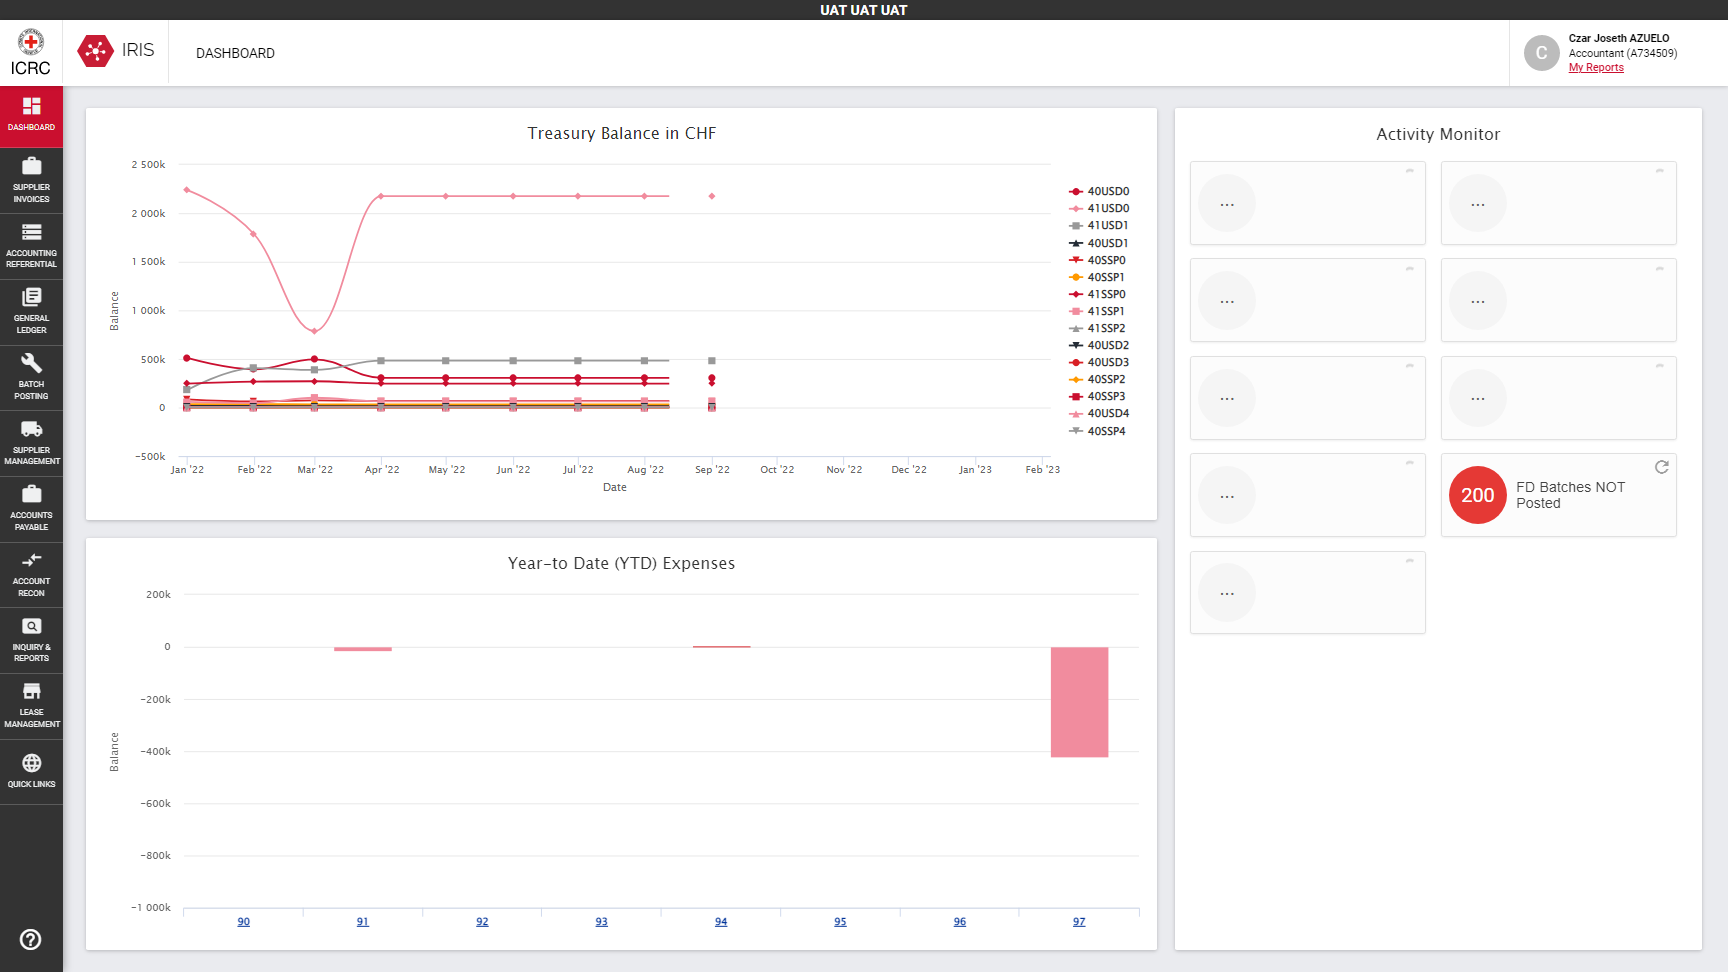 UAT UAT UAT
ICRC
IRIS
DASHBOARD
C
Czar Joseth AZUELO
Accountant (A734509)
My Reports
DASHBOARD
SUPPLIER
INVOICES
ACCOUNTING
REFERENTIAL
GENERAL
LEDGER
BATCH
POSTING
SUPPLIER
MANAGEMENT
ACCOUNTS
PAYABLE
ACCOUNT
RECON
INQUIRY &
REPORTS
LEASE
MANAGEMENT
QUICK LINKS
Treasury Balance in CHF
Balance
2 500k
2 000k
1 500k
1 000k
500k
0
-500k
Jan '22 Feb '22 Mar '22 Apr '22 May '22 Jun '22 Jul '22 Aug '22 Sep '22 Oct '22 Nov '22 Dec '22 Jan '23 Feb '23
Date
40USD0
41USD0
41USD1
40USD1
40SSP0
40SSP1
41SSP0
41SSP1
41SSP2
40USD2
40USD3
40SSP2
40SSP3
40USD4
40SSP4
Year-to Date (YTD) Expenses
Balance
200k
0
-200k
-400k
-600k
-800k
-1 000k
90 91 92 93 94 95 96 97
Activity Monitor
... ...
... ...
... ...
...
200
FD Batches NOT
Posted
...